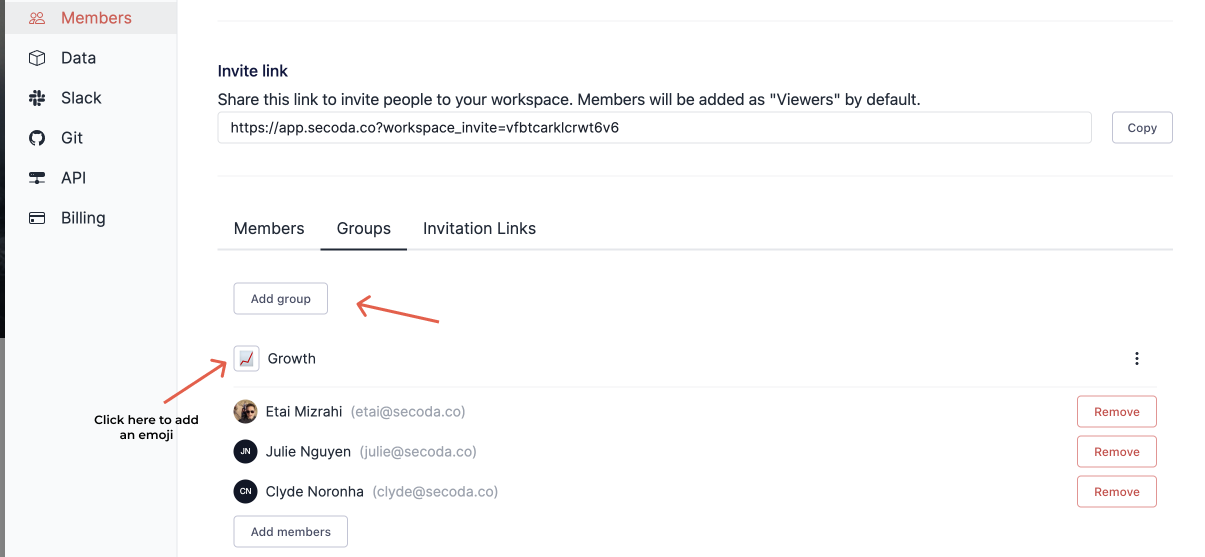 Members
Data
Slack
Git
API
Billing
Invite link
Share this link to invite people to your workspace. Members will be added as "Viewers" by default.
https://app.secoda.co?workspace_invite=vfbtcarklcrwt6v6
Copy
Members Groups Invitation Links
Add group
Growth
Click here to add
an emoji
Etai Mizrahi (etai@secoda.co) Remove
JN Julie Nguyen (julie@secoda.co) Remove
CN Clyde Noronha (clyde@secoda.co) Remove
Add members